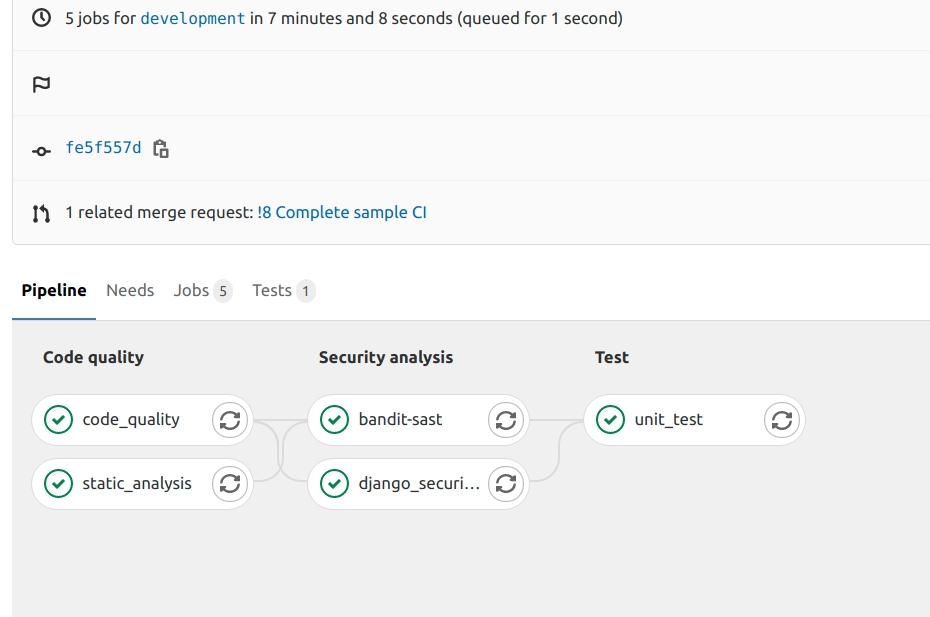 5 jobs for development in 7 minutes and 8 seconds (queued for 1 second)
fe5f557d
1 related merge request: !8 Complete sample CI
Pipeline Needs Jobs 5 Tests 1
Code quality Security analysis Test
code_quality bandit-sast unit_test
static_analysis django_securi...